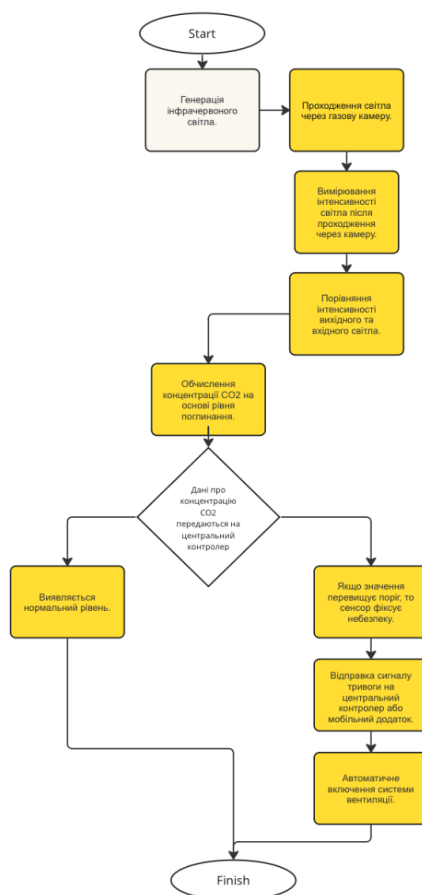 Start
Генерація
інфрачервоного
світла.
Проходження світла
через газову камеру.
Вимірювання
інтенсивності
світла після
проходження
через камеру.
Порівняння
інтенсивності
вихідного та
вхідного світла.
Обчислення
концентрації СО2 на
основі рівня
поглинання.
Дані про
концентрацію
СО2
передаються на
центральний
контролер
Виявляється
нормальний рівень.
Якщо значення
перевищує поріг, то
сенсор фіксує
небезпеку.
Відправка сигналу
тривоги на
центральний
контролер або
мобільний додаток.
Автоматичне
включення системи
вентиляції.
Finish